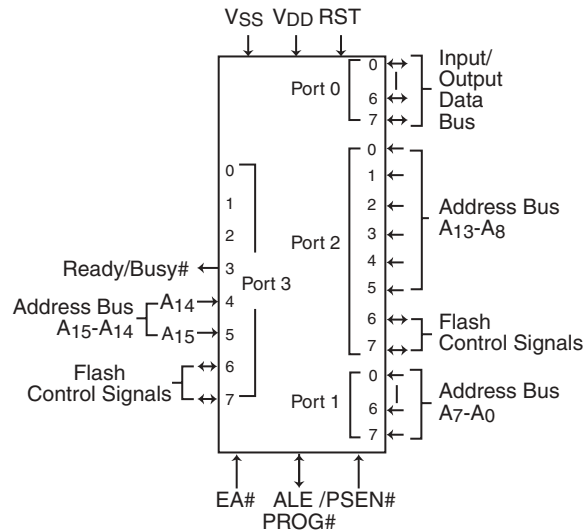 VSS VDD RST
Port 0
0
6
7
Input/
Output
Data
Bus
Port 2
0
1
2
3
4
5
6
7
Address Bus
A13-A8
Flash
Control Signals
Port 1
0
6
7
Address Bus
A7-A0
Port 3
0
1
2
3
4
5
6
7
Ready/Busy#
Address Bus
A15-A14
A14
A15
Flash
Control Signals
EA# ALE /PSEN#
PROG#